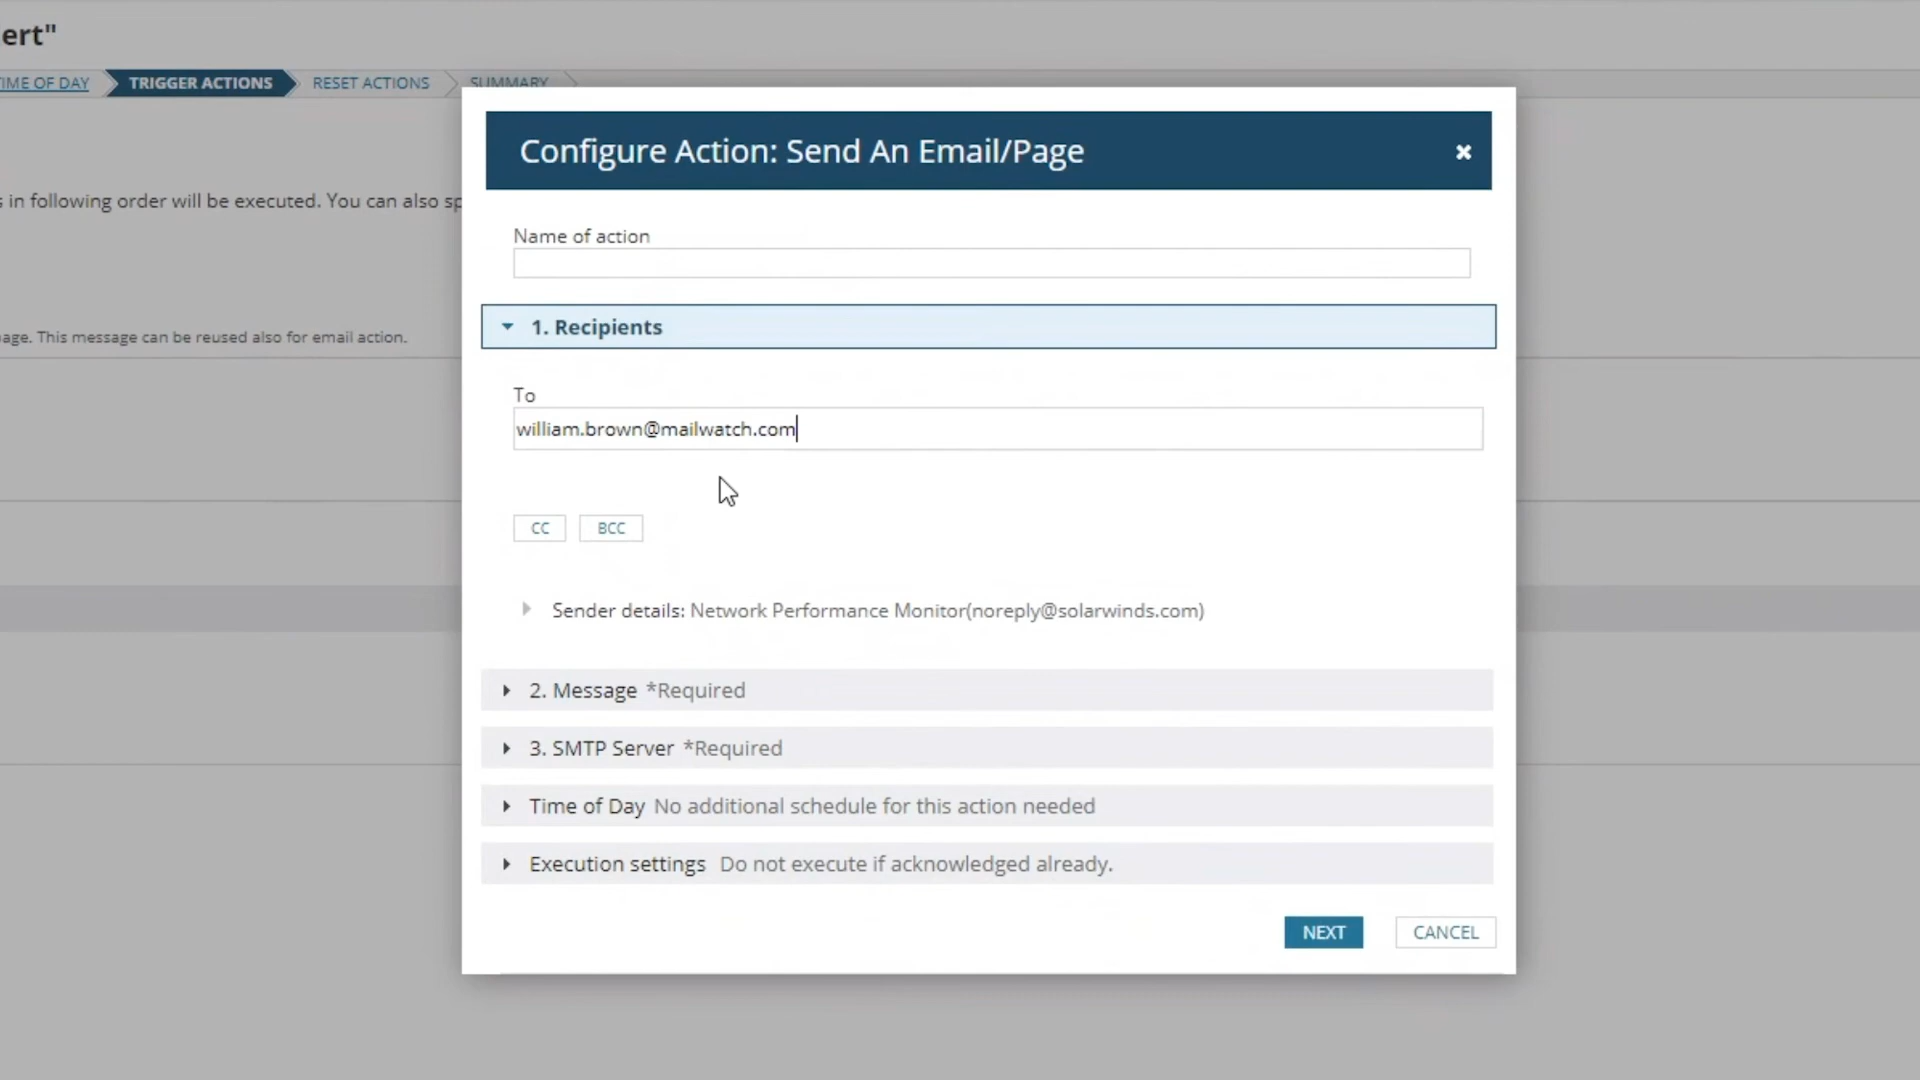 ert"
TIME OF DAY
TRIGGER ACTIONS
RESET ACTIONS
SUMMARY
Configure Action: Send An Email/Page
s in following order will be executed. You can also sp
Name of action
1. Recipients
age. This message can be reused also for email action.
To
william.brown@mailwatch.com
CC
BCC
Sender details: Network Performance Monitor(noreply@solarwinds.com)
2. Message *Required
3. SMTP Server *Required
Time of Day No additional schedule for this action needed
Execution settings Do not execute if acknowledged already.
NEXT
CANCEL